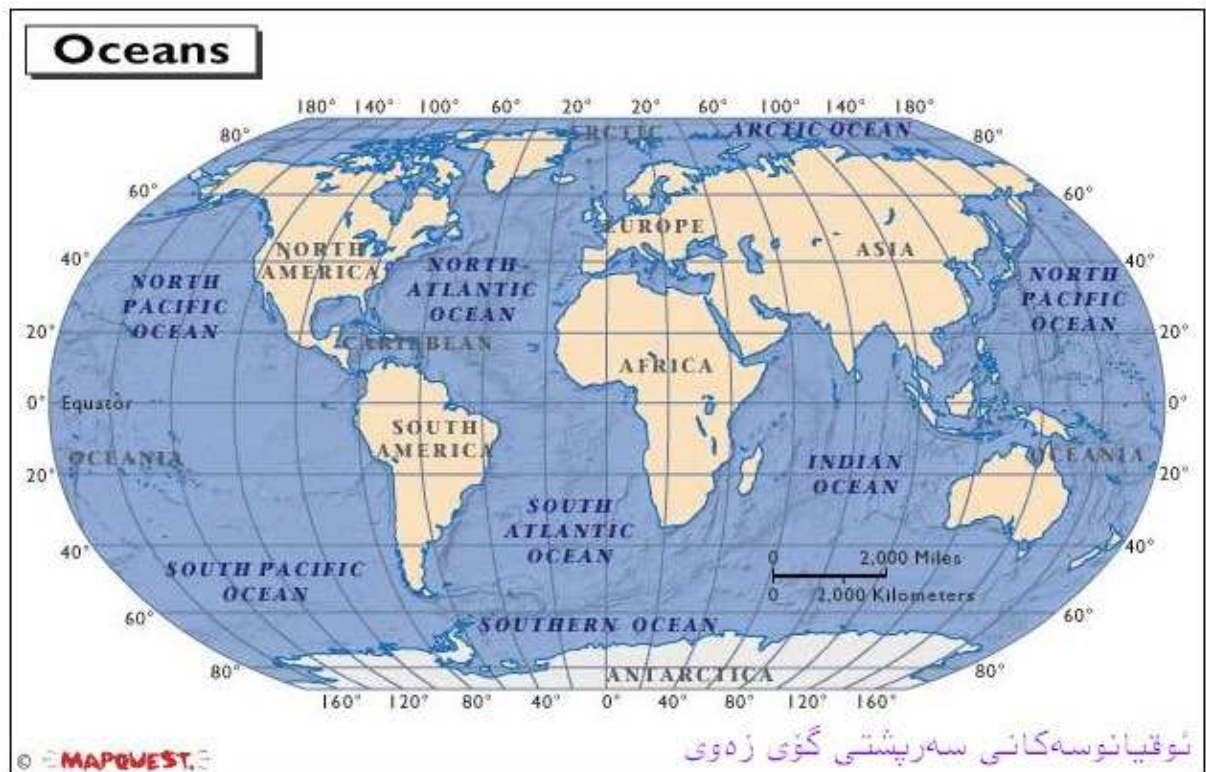 Oceans
180° 140° 100° 60° 20° 20° 60° 100° 140° 180°
80° ARCTIC ARCTIC OCEAN 80°
60° 60°
EUROPE
NORTH
AMERICA
ASIA
40° 40°
NORTH
PACIFIC
OCEAN
NORTH
ATLANTIC
OCEAN
NORTH
PACIFIC
OCEAN
20° 20°
CARIBBEAN
AFRICA
0° Equator 0°
SOUTH
AMERICA
OCEANIA
INDIAN
OCEAN
OCEANIA
20° 20°
SOUTH
ATLANTIC
OCEAN
40° 40°
0 2,000 Miles
0 2,000 Kilometers
SOUTH PACIFIC
OCEAN
60° 60°
SOUTHERN OCEAN
80° 80°
ANTARCTICA
160° 120° 80° 40° 0° 40° 80° 120° 160°
ئوقیانوسەکانی سەرپشتی گۆی زەوی
© MAPQUEST.